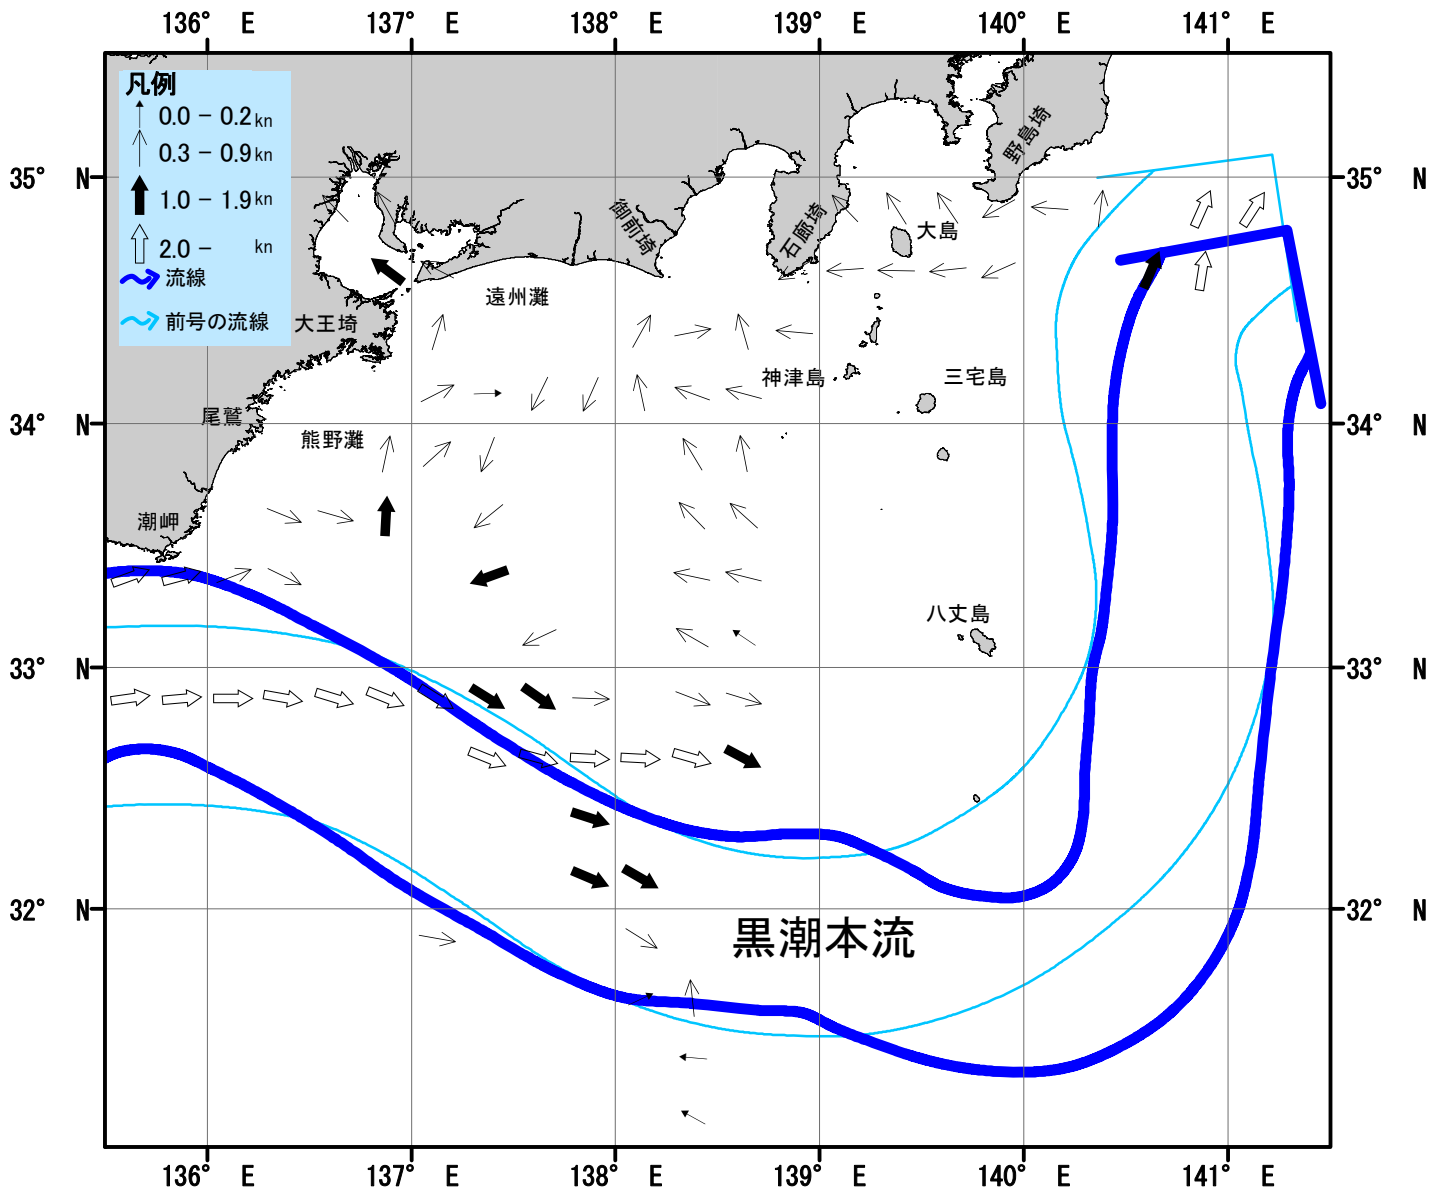 136° E 137° E 138° E 139° E 140° E 141° E
凡例
0.0 - 0.2 kn
0.3 - 0.9 kn
1.0 - 1.9 kn
2.0 - kn
流線
前号の流線
野島埼
35° N
35° N
御前埼
石廊埼
大島
遠州灘
大王埼
神津島
三宅島
尾鷲
34° N
34° N
熊野灘
潮岬
八丈島
33° N
33° N
32° N
32° N
黒潮本流
136° E 137° E 138° E 139° E 140° E 141° E